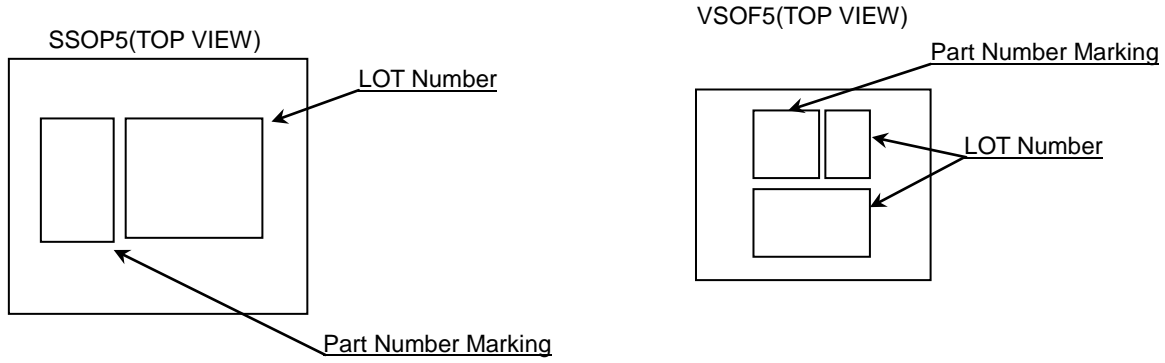 SSOP5(TOP VIEW)
LOT Number
Part Number Marking
VSOF5(TOP VIEW)
Part Number Marking
LOT Number